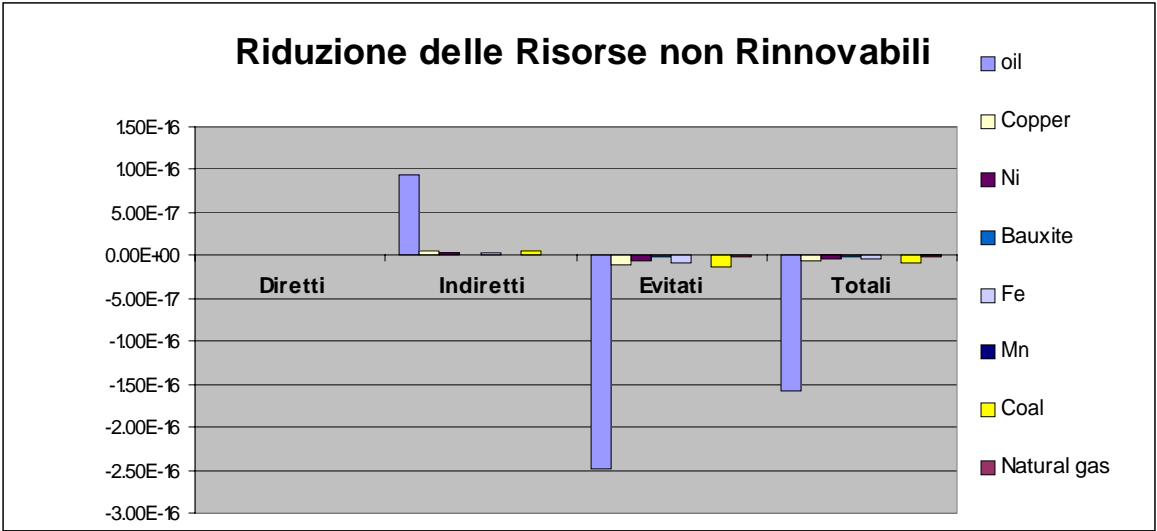 Riduzione delle Risorse non Rinnovabili
1.50E-16
1.00E-16
5.00E-17
0.00E+00
-5.00E-17
-1.00E-16
-1.50E-16
-2.00E-16
-2.50E-16
-3.00E-16
Diretti
Indiretti
Evitati
Totali
oil
Copper
Ni
Bauxite
Fe
Mn
Coal
Natural gas